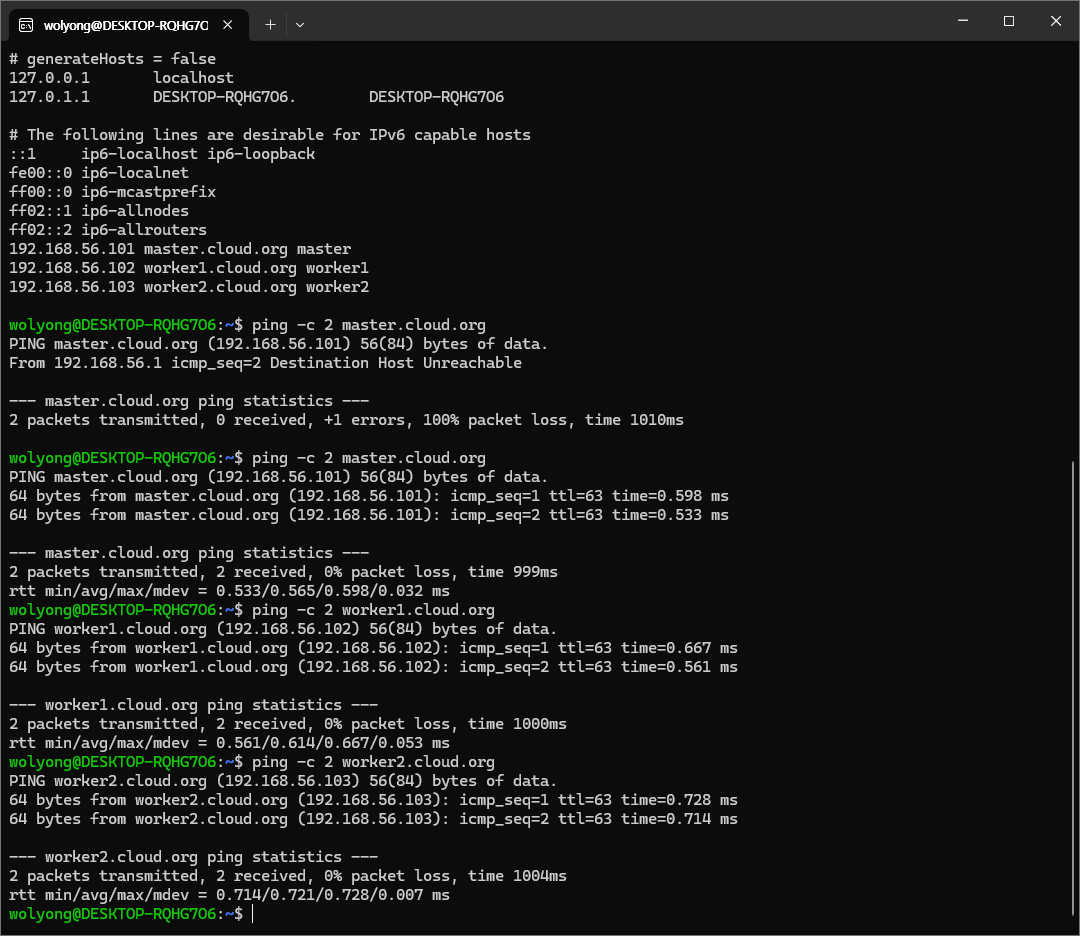 wolyong@DESKTOP-RQHG7O
# generateHosts = false
127.0.0.1       localhost
127.0.1.1       DESKTOP-RQHG7O6.        DESKTOP-RQHG7O6
# The following lines are desirable for IPv6 capable hosts
::1     ip6-localhost ip6-loopback
fe00::0 ip6-localnet
ff00::0 ip6-mcastprefix
ff02::1 ip6-allnodes
ff02::2 ip6-allrouters
192.168.56.101 master.cloud.org master
192.168.56.102 worker1.cloud.org worker1
192.168.56.103 worker2.cloud.org worker2
wolyong@DESKTOP-RQHG7O6:~$ ping -c 2 master.cloud.org
PING master.cloud.org (192.168.56.101) 56(84) bytes of data.
From 192.168.56.1 icmp_seq=2 Destination Host Unreachable
--- master.cloud.org ping statistics ---
2 packets transmitted, 0 received, +1 errors, 100% packet loss, time 1010ms
wolyong@DESKTOP-RQHG7O6:~$ ping -c 2 master.cloud.org
PING master.cloud.org (192.168.56.101) 56(84) bytes of data.
64 bytes from master.cloud.org (192.168.56.101): icmp_seq=1 ttl=63 time=0.598 ms
64 bytes from master.cloud.org (192.168.56.101): icmp_seq=2 ttl=63 time=0.533 ms
--- master.cloud.org ping statistics ---
2 packets transmitted, 2 received, 0% packet loss, time 999ms
rtt min/avg/max/mdev = 0.533/0.565/0.598/0.032 ms
wolyong@DESKTOP-RQHG7O6:~$ ping -c 2 worker1.cloud.org
PING worker1.cloud.org (192.168.56.102) 56(84) bytes of data.
64 bytes from worker1.cloud.org (192.168.56.102): icmp_seq=1 ttl=63 time=0.667 ms
64 bytes from worker1.cloud.org (192.168.56.102): icmp_seq=2 ttl=63 time=0.561 ms
--- worker1.cloud.org ping statistics ---
2 packets transmitted, 2 received, 0% packet loss, time 1000ms
rtt min/avg/max/mdev = 0.561/0.614/0.667/0.053 ms
wolyong@DESKTOP-RQHG7O6:~$ ping -c 2 worker2.cloud.org
PING worker2.cloud.org (192.168.56.103) 56(84) bytes of data.
64 bytes from worker2.cloud.org (192.168.56.103): icmp_seq=1 ttl=63 time=0.728 ms
64 bytes from worker2.cloud.org (192.168.56.103): icmp_seq=2 ttl=63 time=0.714 ms
--- worker2.cloud.org ping statistics ---
2 packets transmitted, 2 received, 0% packet loss, time 1004ms
rtt min/avg/max/mdev = 0.714/0.721/0.728/0.007 ms
wolyong@DESKTOP-RQHG7O6:~$